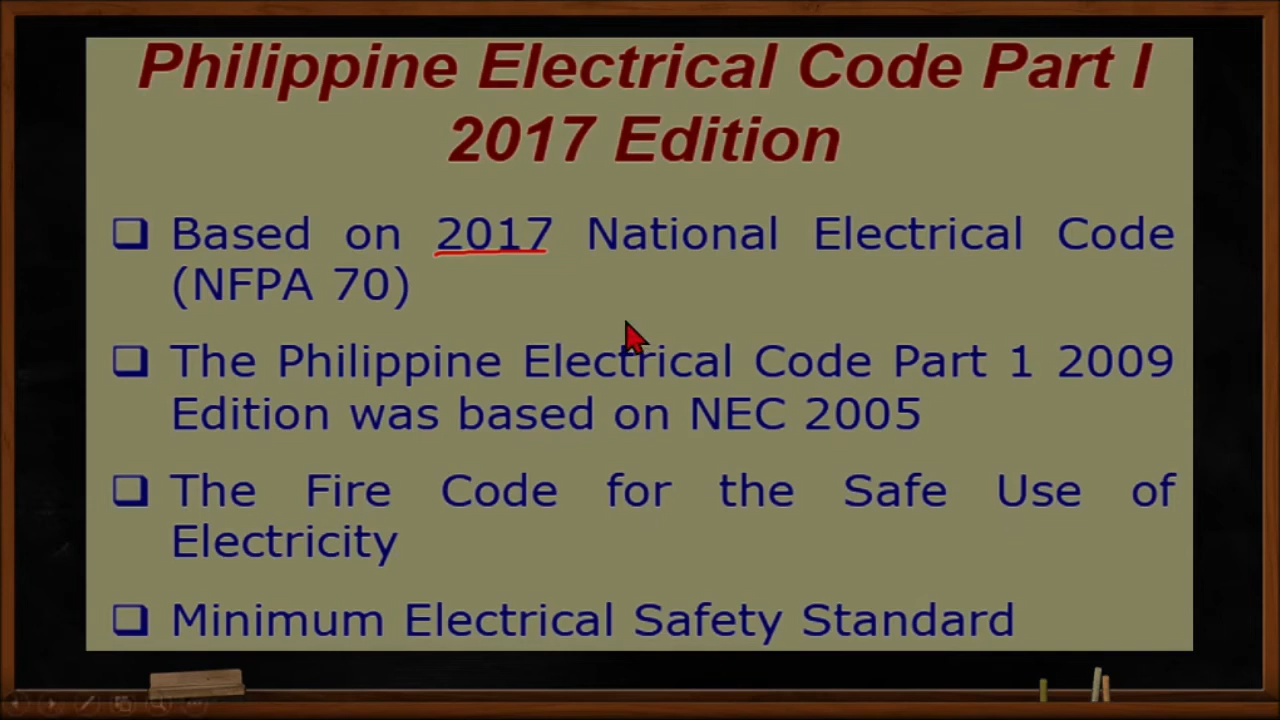 Philippine Electrical Code Part I
2017 Edition
Based on 2017 National Electrical Code
(NFPA 70)
The Philippine Electrical Code Part 1 2009
Edition was based on NEC 2005
The Fire Code for the Safe Use of
Electricity
Minimum Electrical Safety Standard